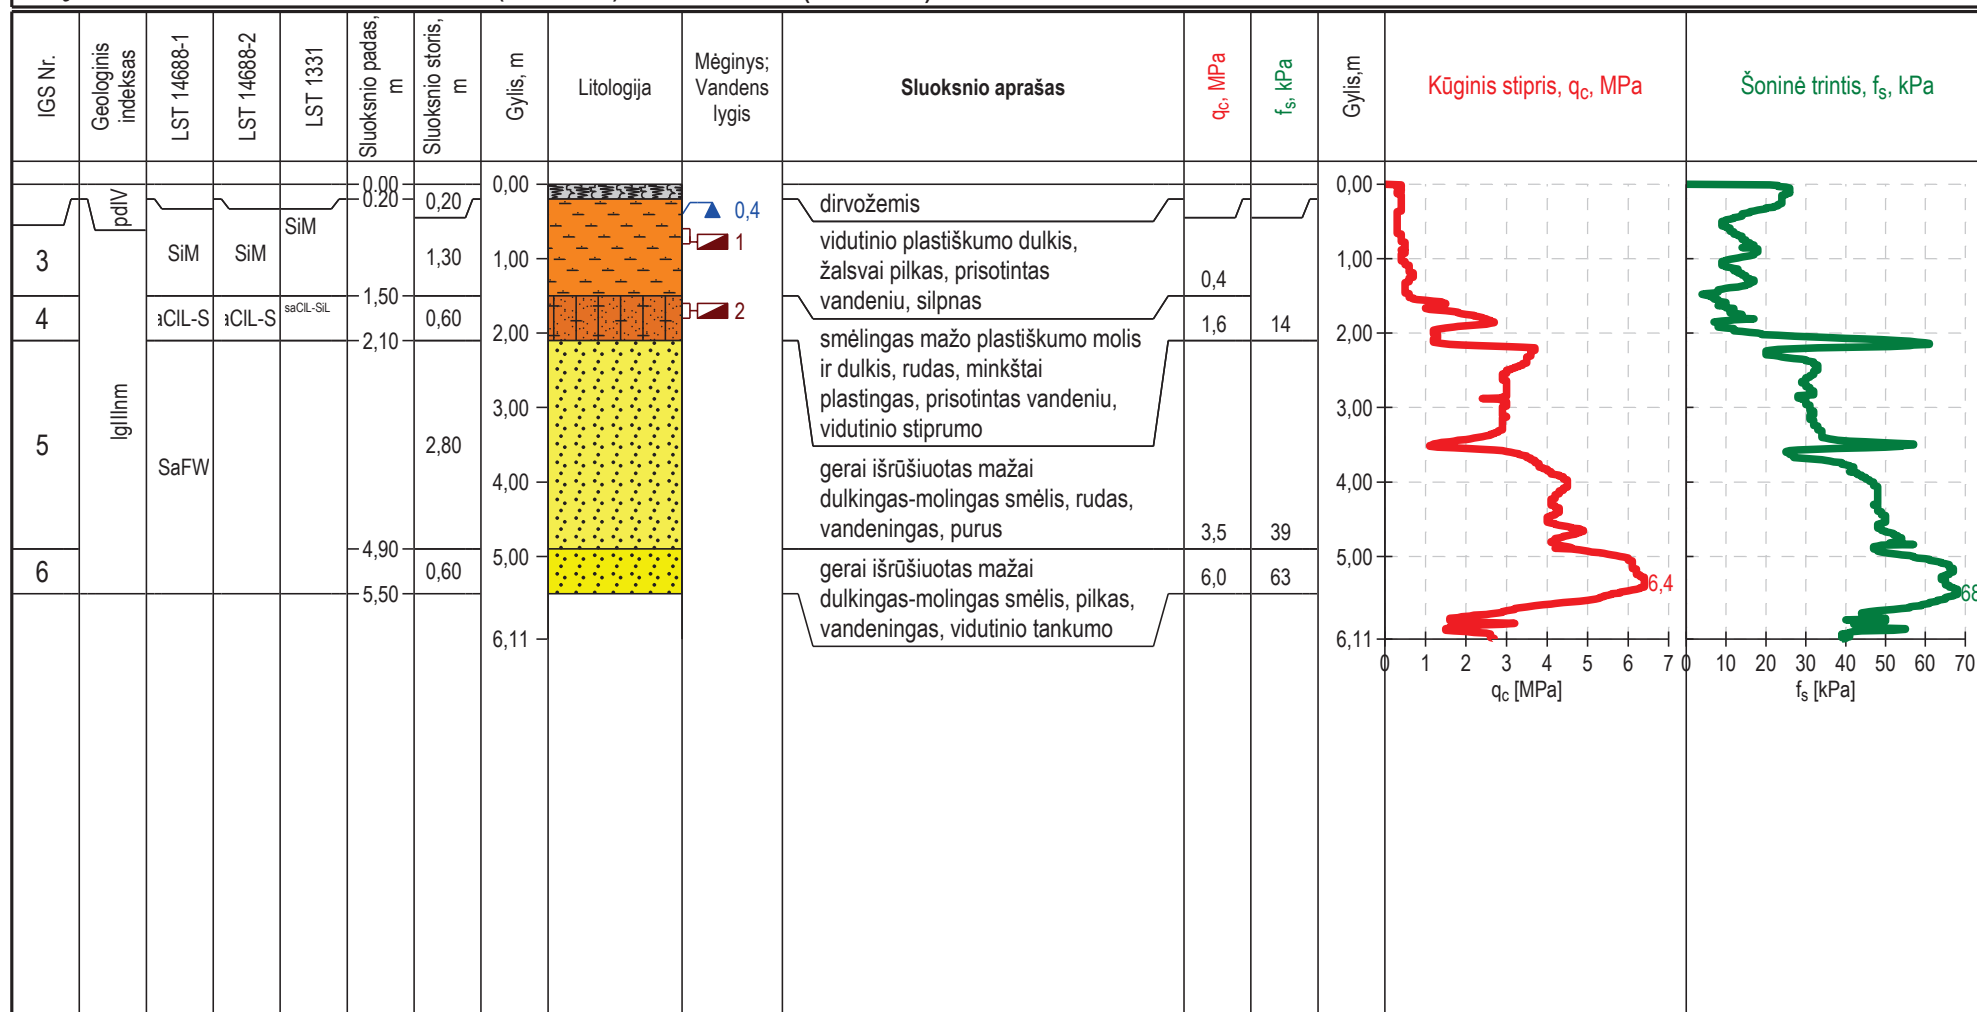 IGS Nr.
Geologinis indeksas
LST 14688-1
LST 14688-2
LST 1331
Sluoksnio padas, m
Sluoksnio storis, m
Gylis, m
Litologija
Mėginys;
Vandens
lygis
Sluoksnio aprašas
qc, MPa
fs, kPa
Gylis,m
Kūginis stipris, qc, MPa
Šoninė trintis, fs, kPa
pdIV
0.00
0.20
0,20
0,00
0,4
dirvožemis
0,00
3
SiM
SiM
SiM
1,30
1,00
1
vidutinio plastiškumo dulkis,
žalsvai pilkas, prisotintas
vandeniu, silpnas
0,4
1,00
1,50
4
saClL-SiL
0,60
2,00
2
smėlingas mažo plastiškumo molis
ir dulkis, rudas, minkštai
plastingas, prisotintas vandeniu,
vidutinio stiprumo
1,6
14
2,00
2,10
lgIIInm
5
SaFW
2,80
3,00
4,00
gerai išrūšiuotas mažai
dulkingas-molingas smėlis, rudas,
vandeningas, purus
3,5
39
3,00
4,00
4,90
6
0,60
5,00
gerai išrūšiuotas mažai
dulkingas-molingas smėlis, pilkas,
vandeningas, vidutinio tankumo
6,0
63
5,00
6,4
68
5,50
6,11
6,11
0 1 2 3 4 5 6 7
qc [MPa]
0 10 20 30 40 50 60 70
fs [kPa]